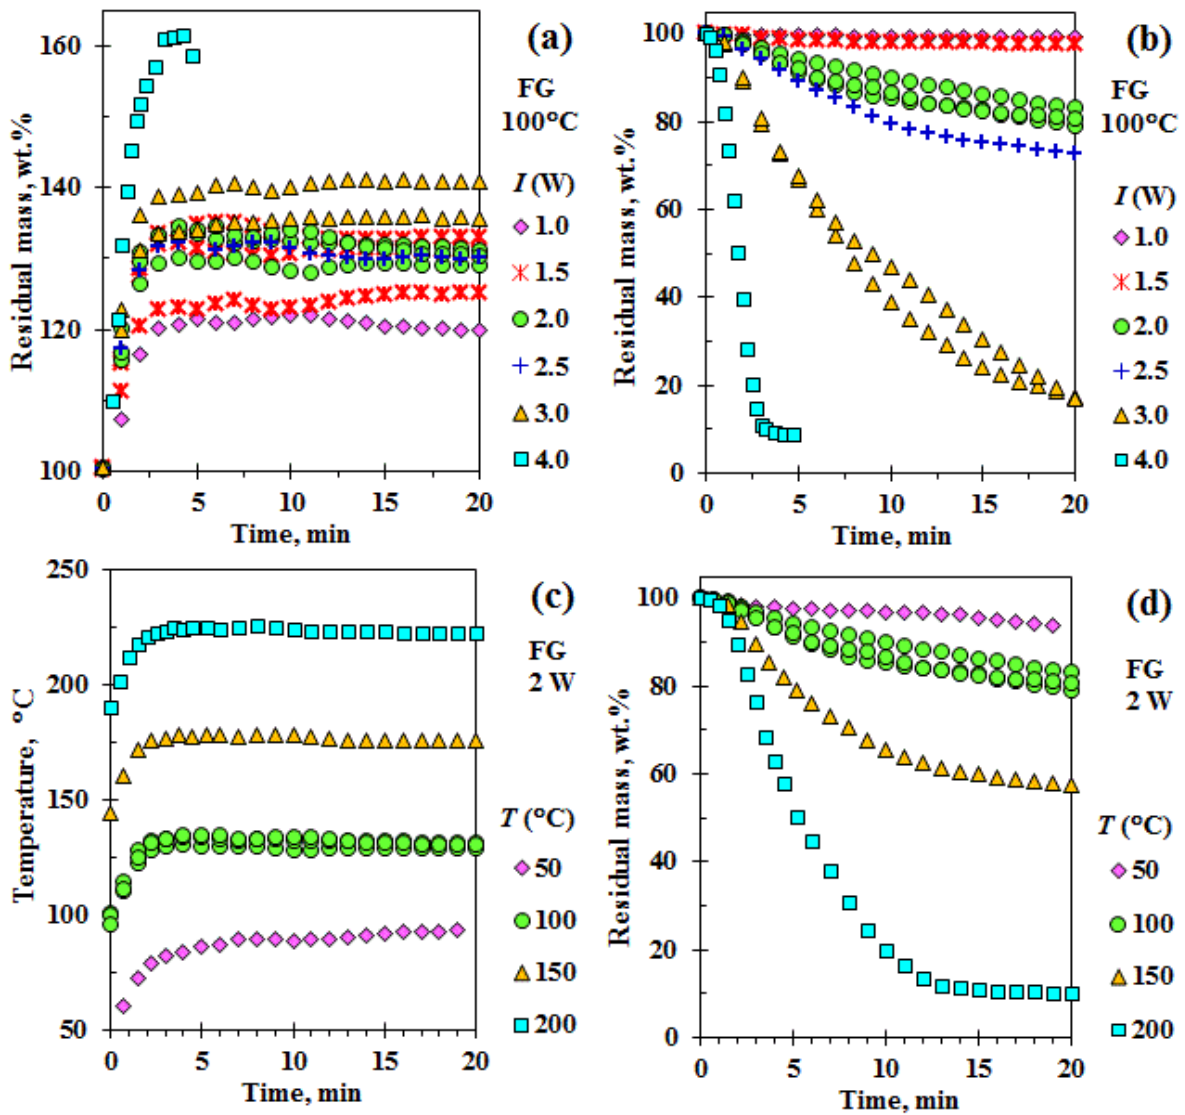 (a)
FG
100°C
Residual mass, wt.%
160
140
120
100
I (W)
1.0
1.5
2.0
2.5
3.0
4.0
0 5 10 15 20
Time, min
(b)
FG
100°C
Residual mass, wt.%
100
80
60
40
20
0
I (W)
1.0
1.5
2.0
2.5
3.0
4.0
0 5 10 15 20
Time, min
(c)
FG
2 W
Temperature, °C
250
200
150
100
50
T (°C)
50
100
150
200
0 5 10 15 20
Time, min
(d)
FG
2 W
Residual mass, wt.%
100
80
60
40
20
0
T (°C)
50
100
150
200
0 5 10 15 20
Time, min